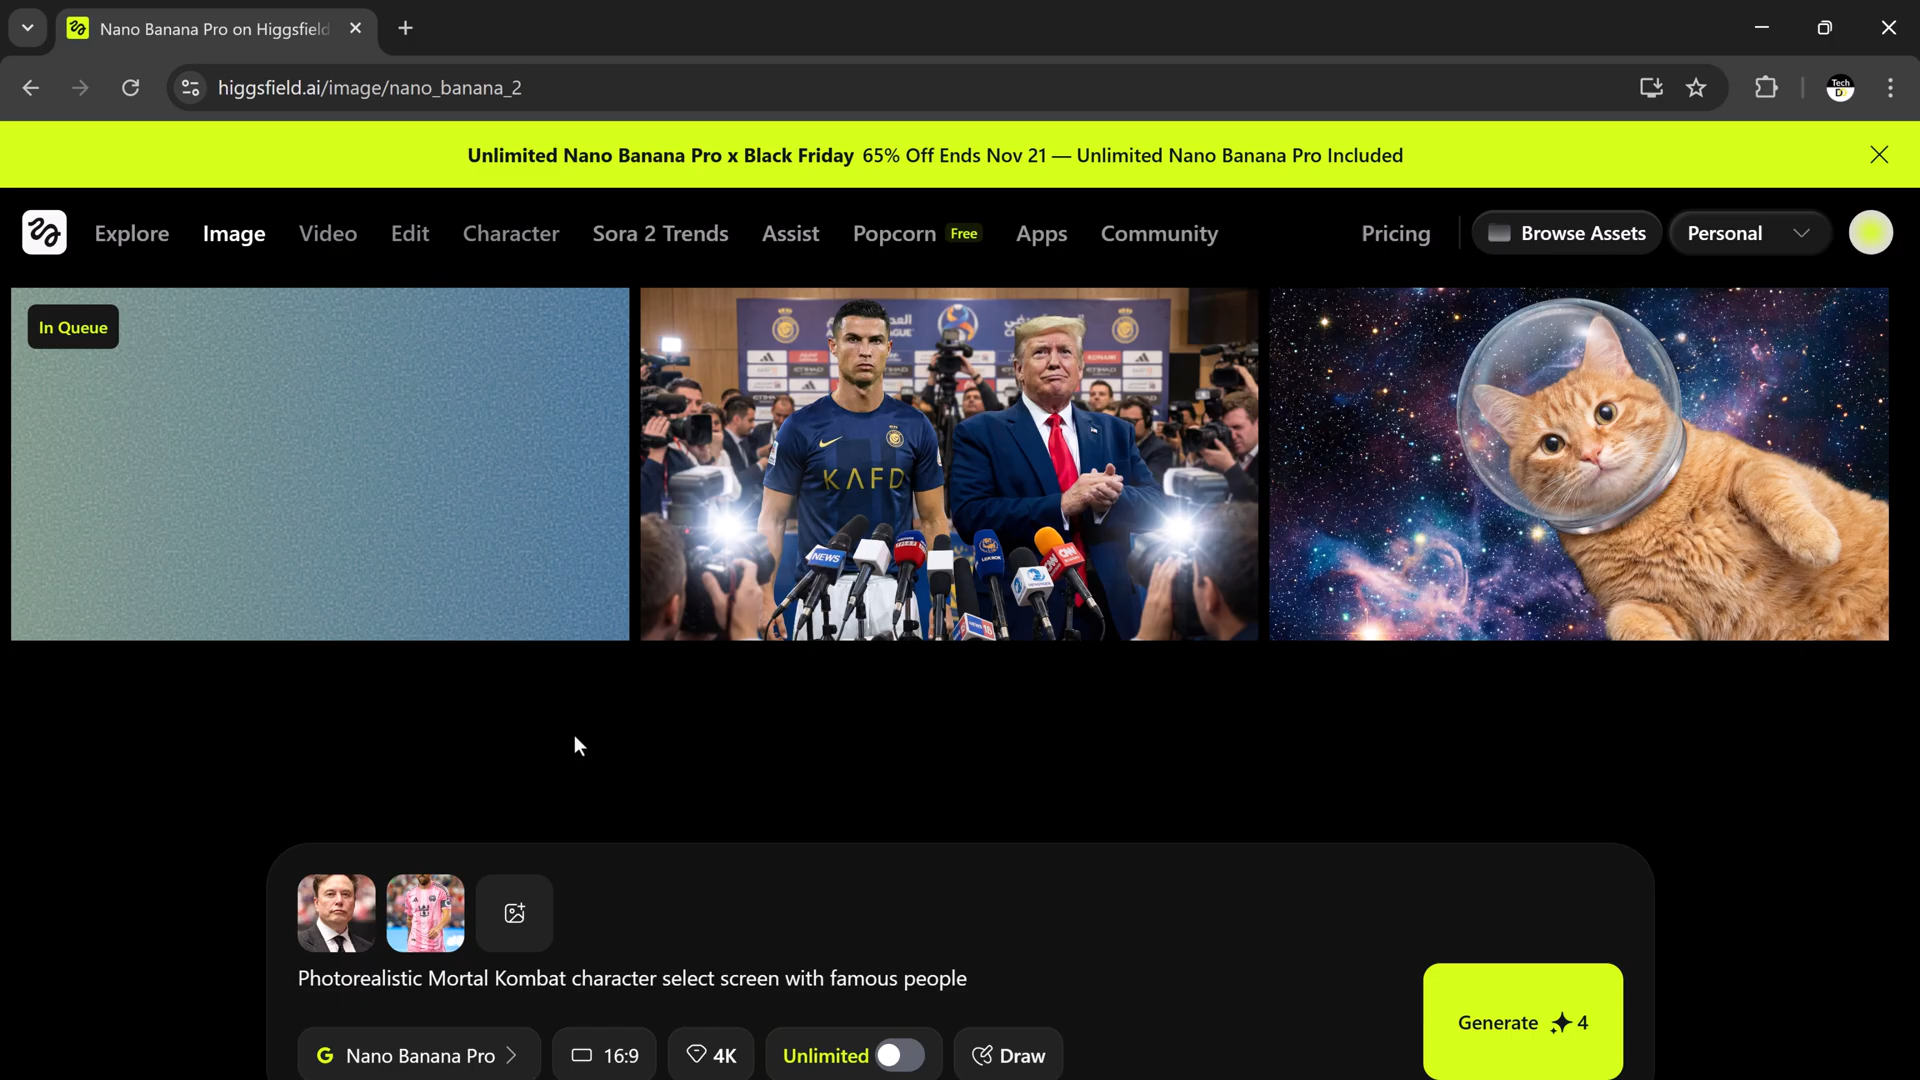 Nano Banana Pro on Higgsfield
higgsfield.ai/image/nano_banana_2
Tech
D
Unlimited Nano Banana Pro x Black Friday 65% Off Ends Nov 21 — Unlimited Nano Banana Pro Included
Explore Image Video Edit Character Sora 2 Trends Assist Popcorn Free Apps Community Pricing Browse Assets Personal
In Queue
KAFD
NEWS
CNN
Photorealistic Mortal Kombat character select screen with famous people
Generate 4
G Nano Banana Pro 16:9 4K Unlimited Draw